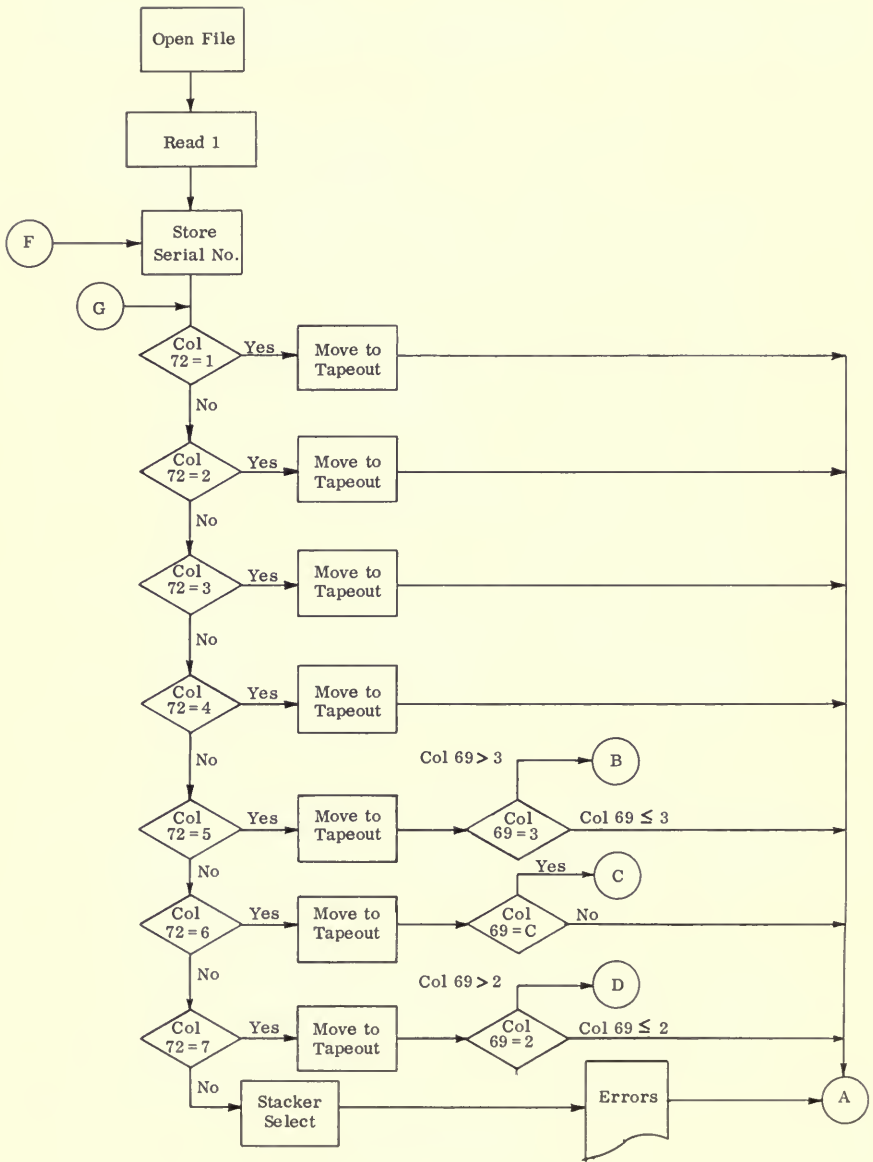 Open File
Read 1
Store
Serial No.
F
G
Col
72 = 1
Yes
Move to
Tapeout
No
Col
72 = 2
Yes
Move to
Tapeout
No
Col
72 = 3
Yes
Move to
Tapeout
No
Col
72 = 4
Yes
Move to
Tapeout
No
Col 69 > 3
B
Col
72 = 5
Yes
Move to
Tapeout
Col
69 = 3
Col 69 ≤ 3
No
Yes
C
Col
72 = 6
Yes
Move to
Tapeout
Col
69 = C
No
No
Col 69 > 2
D
Col
72 = 7
Yes
Move to
Tapeout
Col
69 = 2
Col 69 ≤ 2
No
Stacker
Select
Errors
A